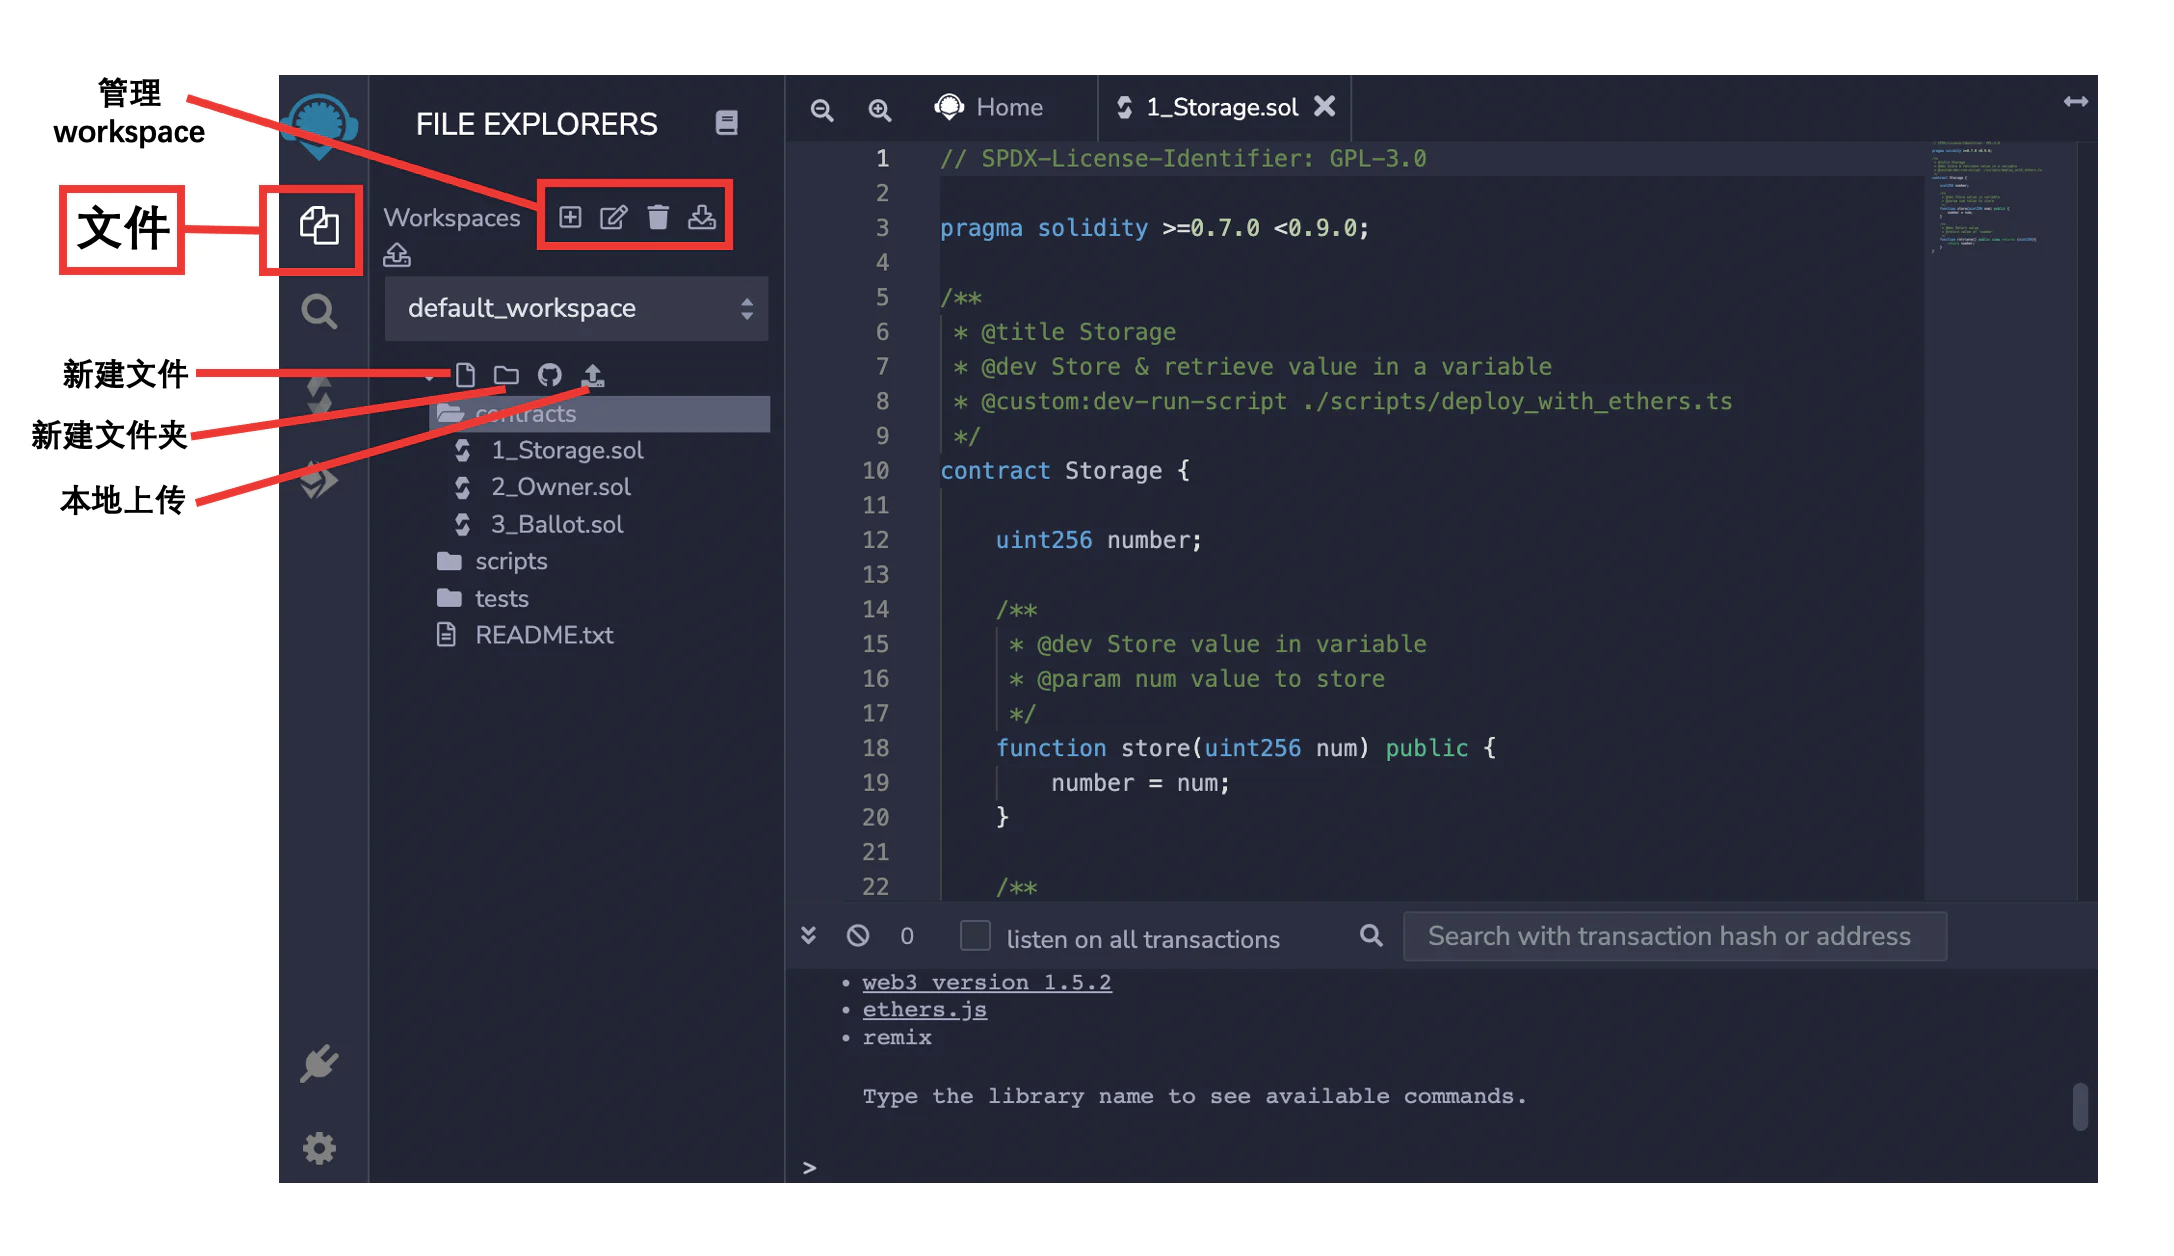 管理
workspace
文件
新建文件
新建文件夹
本地上传
FILE EXPLORERS
Workspaces
default_workspace
contracts
1_Storage.sol
2_Owner.sol
3_Ballot.sol
scripts
tests
README.txt
Home
1_Storage.sol
1 // SPDX-License-Identifier: GPL-3.0
2
3 pragma solidity >=0.7.0 <0.9.0;
4
5 /**
6  * @title Storage
7  * @dev Store & retrieve value in a variable
8  * @custom:dev-run-script ./scripts/deploy_with_ethers.ts
9  */
10 contract Storage {
11
12     uint256 number;
13
14     /**
15      * @dev Store value in variable
16      * @param num value to store
17      */
18     function store(uint256 num) public {
19         number = num;
20     }
21
22     /**
0
listen on all transactions
Search with transaction hash or address
• web3 version 1.5.2
• ethers.js
• remix
Type the library name to see available commands.
>